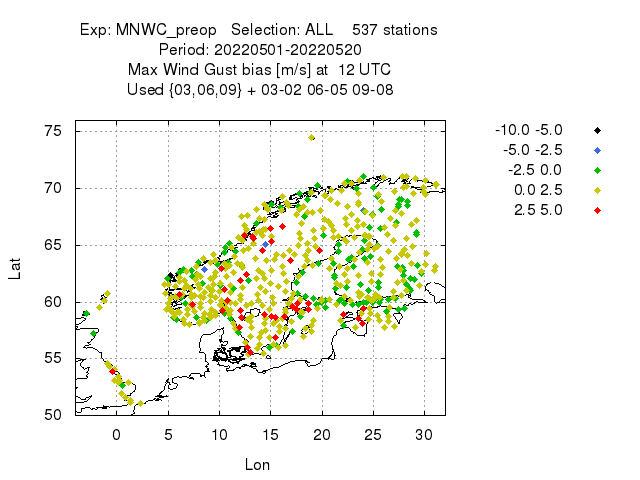 Exp: MNWC_preop   Selection: ALL    537 stations
Period: 20220501-20220520
Max Wind Gust bias [m/s] at  12 UTC
Used {03,06,09} + 03-02 06-05 09-08
-10.0 -5.0
-5.0 -2.5
-2.5 0.0
0.0 2.5
2.5 5.0
Lat
75
70
65
60
55
50
0 5 10 15 20 25 30
Lon